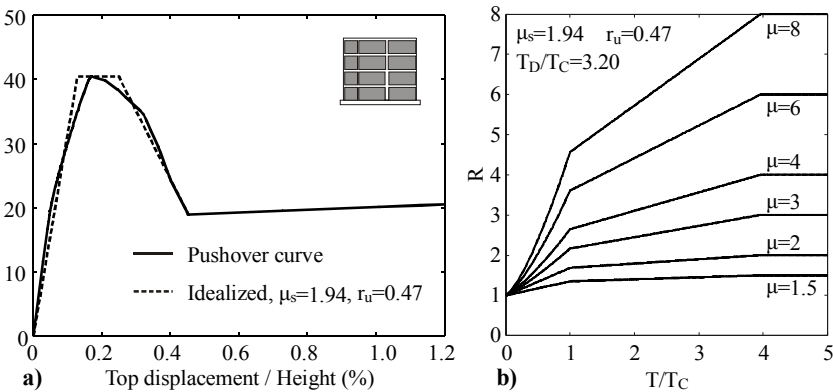 50
40
30
20
10
0
Pushover curve
Idealized, μs=1.94, ru=0.47
0 0.2 0.4 0.6 0.8 1.0 1.2
a) Top displacement / Height (%)
8
7
6
5
4
3
2
1
0
R
μs=1.94 ru=0.47
TD/TC=3.20
μ=8
μ=6
μ=4
μ=3
μ=2
μ=1.5
0 1 2 3 4 5
b) T/TC